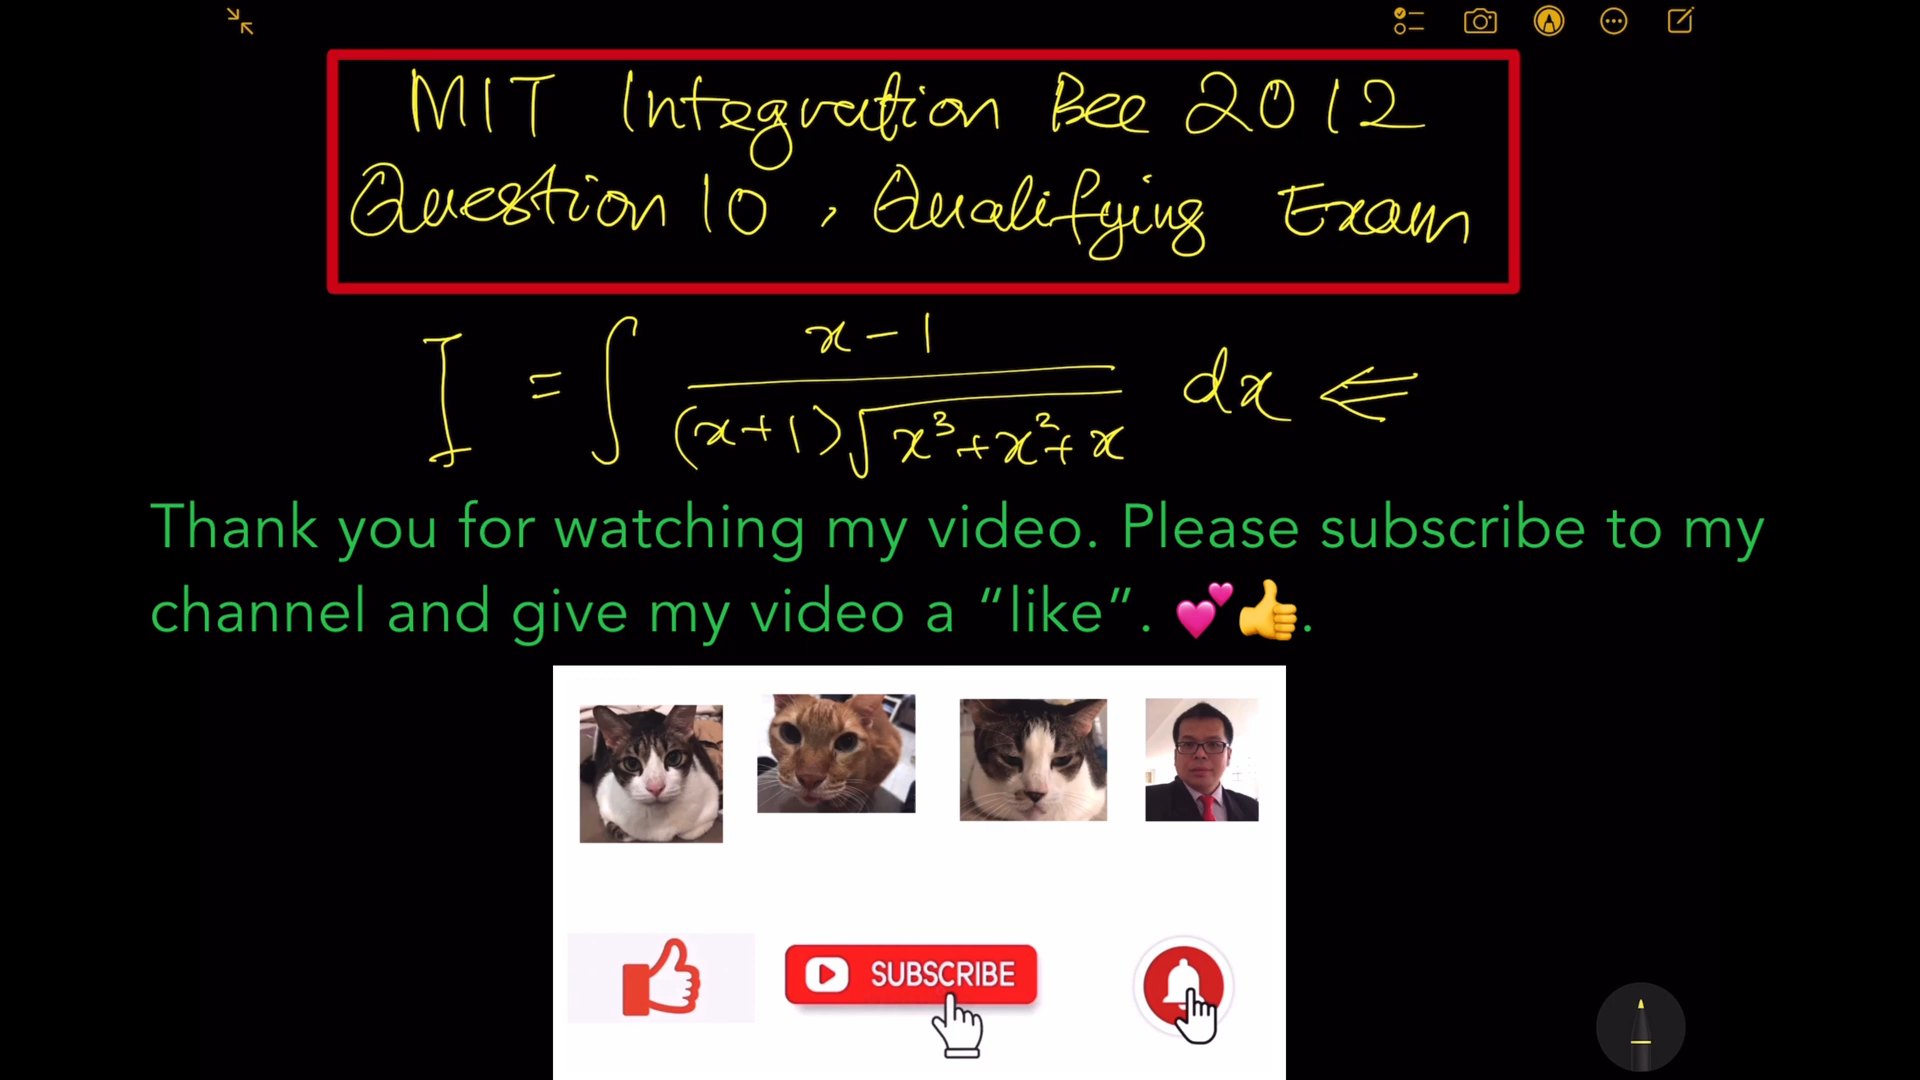 MIT Integration Bee 2012
Question 10, Qualifying Exam
I = ∫ x-1 / (x+1)√x³+x²+x dx ⇐
Thank you for watching my video. Please subscribe to my
channel and give my video a “like”. 💕👍.
SUBSCRIBE